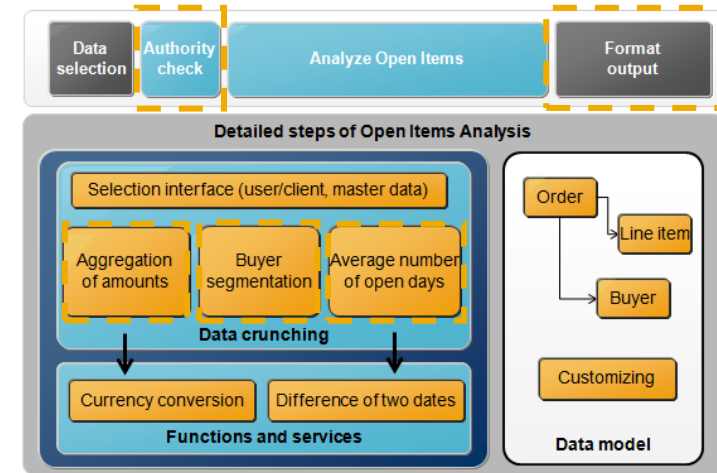 Data
selection
Authority
check
Analyze Open Items
Format
output
Detailed steps of Open Items Analysis
Selection interface (user/client, master data)
Aggregation
of amounts
Buyer
segmentation
Average number
of open days
Data crunching
Currency conversion
Difference of two dates
Functions and services
Order
Line item
Buyer
Customizing
Data model